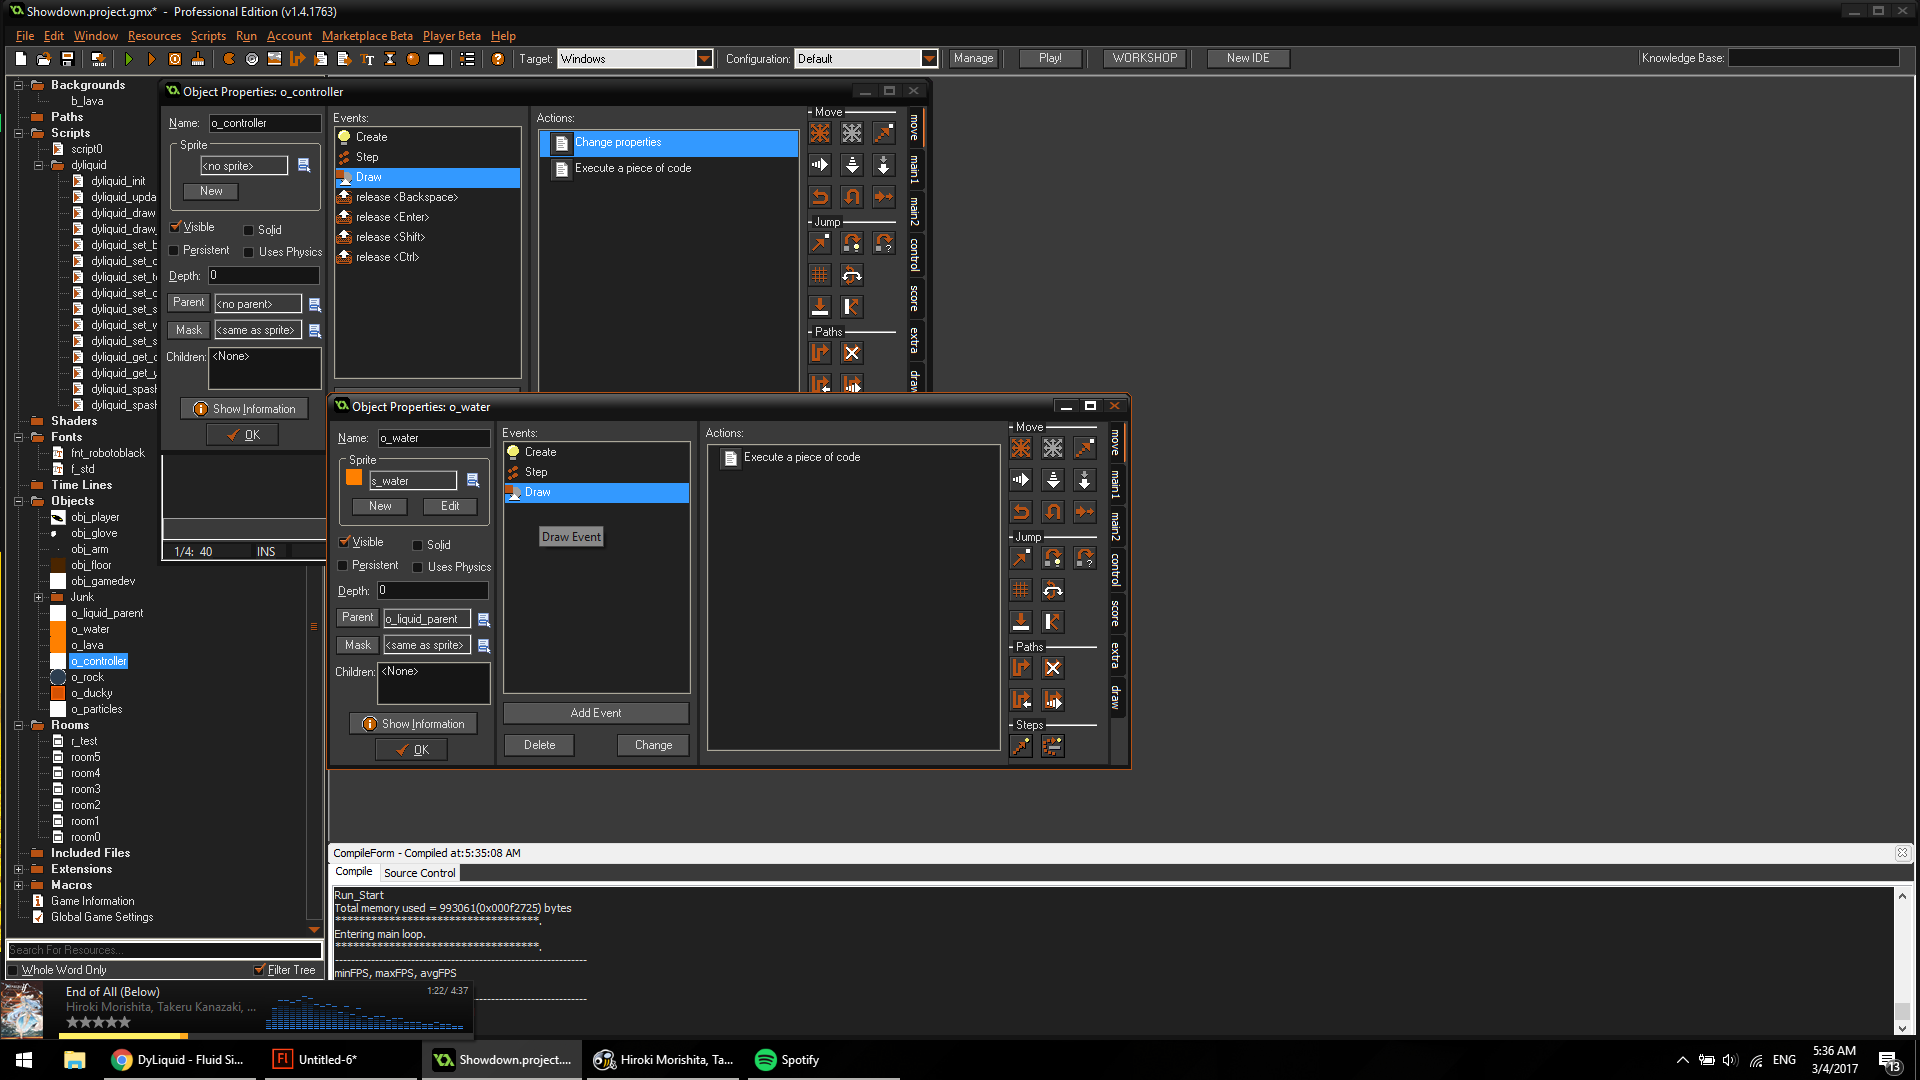 Showdown.project.gmx* - Professional Edition (v1.4.1763)
File Edit Window Resources Scripts Run Account Marketplace Beta Player Beta Help
Target: Windows Configuration: Default Manage Play! WORKSHOP New IDE Knowledge Base:
Backgrounds
b_lava
Paths
Scripts
script0
dyliquid
dyliquid_init
dyliquid_upda
dyliquid_draw
dyliquid_draw_
dyliquid_set_b
dyliquid_set_c
dyliquid_set_t
dyliquid_set_c
dyliquid_set_s
dyliquid_set_v
dyliquid_set_s
dyliquid_get_c
dyliquid_get_y
dyliquid_spash
dyliquid_spash
Shaders
Fonts
fnt_robotoblack
f_std
Time Lines
Objects
obj_player
obj_glove
obj_arm
obj_floor
obj_gamedev
Junk
o_liquid_parent
o_water
o_lava
o_controller
o_rock
o_ducky
o_particles
Rooms
r_test
room5
room4
room3
room2
room1
room0
Included Files
Extensions
Macros
Game Information
Global Game Settings
Search For Resources...
Whole Word Only Filter Tree
Object Properties: o_controller
Name: o_controller
Sprite
<no sprite>
New
Visible Solid
Persistent Uses Physics
Depth: 0
Parent <no parent>
Mask <same as sprite>
Children: <None>
Show Information
OK
Events:
Create
Step
Draw
release <Backspace>
release <Enter>
release <Shift>
release <Ctrl>
Actions:
Change properties
Execute a piece of code
Move
Jump
Paths
move
main1
main2
control
score
extra
draw
1/4: 40 INS
Object Properties: o_water
Name: o_water
Sprite
s_water
New Edit
Visible Solid
Persistent Uses Physics
Depth: 0
Parent o_liquid_parent
Mask <same as sprite>
Children: <None>
Show Information
OK
Events:
Create
Step
Draw
Draw Event
Add Event
Delete Change
Actions:
Execute a piece of code
Move
Jump
Paths
Steps
move
main1
main2
control
score
extra
draw
CompileForm - Compiled at:5:35:08 AM
Compile Source Control
Run_Start
Total memory used = 993061(0x000f2725) bytes
**********************************.
Entering main loop.
**********************************.
minFPS, maxFPS, avgFPS
End of All (Below) 1:22/ 4:37
Hiroki Morishita, Takeru Kanazaki, ...
DyLiquid - Fluid Si...
Untitled-6*
Showdown.project....
Hiroki Morishita, Ta...
Spotify
ENG
5:36 AM
3/4/2017
13